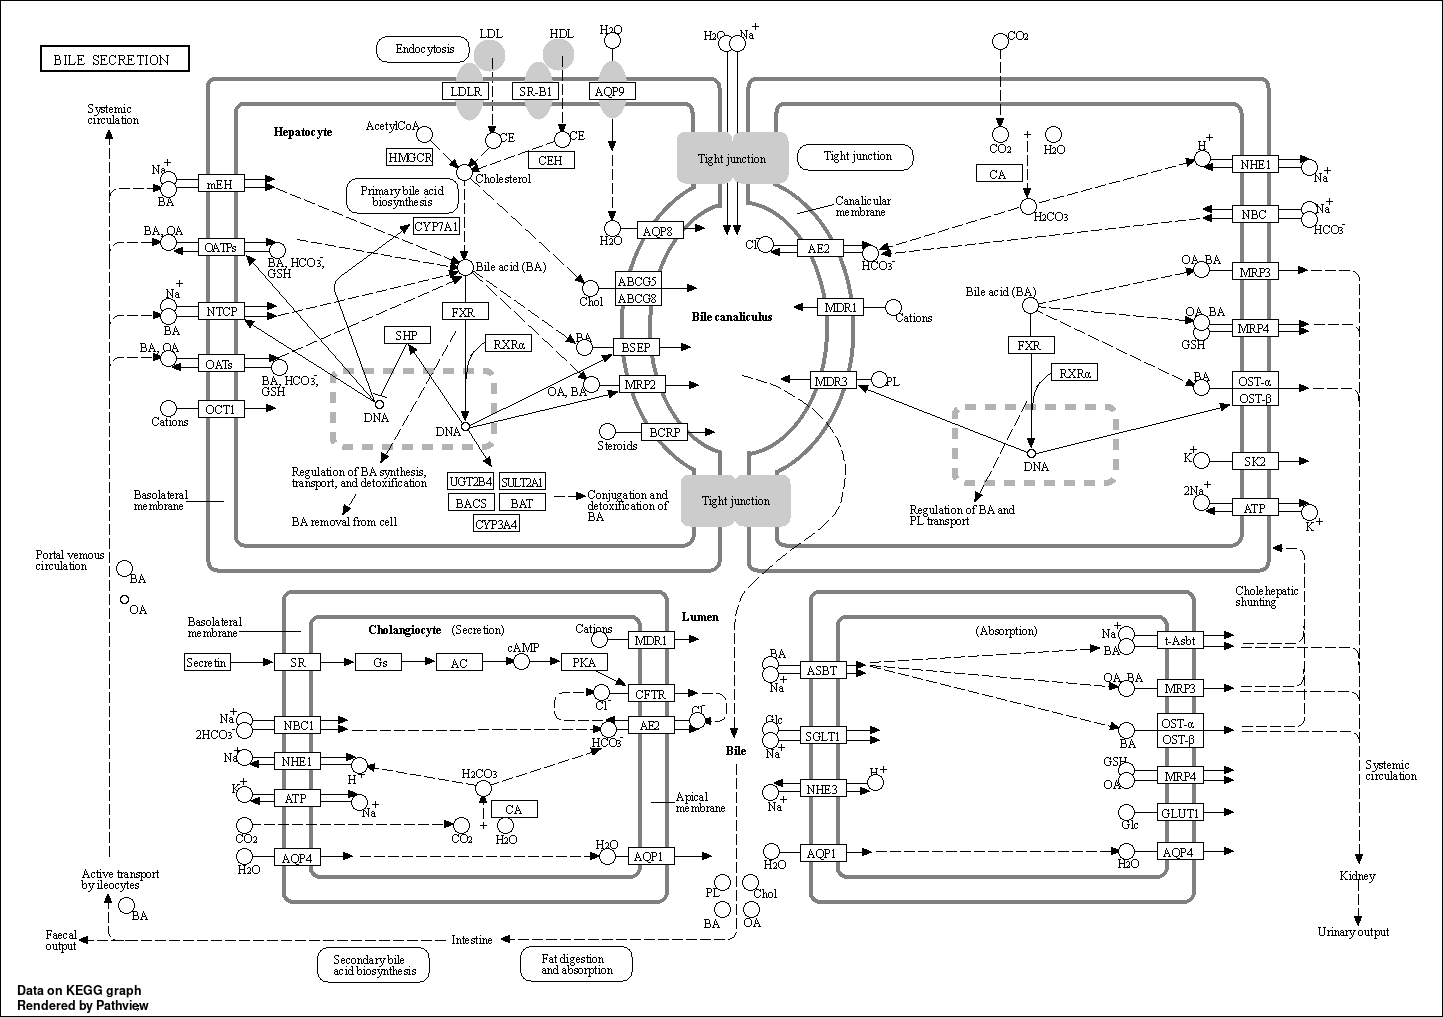 BILE SECRETION
Endocytosis
LDL
HDL
H2O
H2O
Na+
CO2
LDLR
SR-B1
AQP9
Systemic
circulation
Hepatocyte
AcetylCoA
CE
CE
HMGCR
CEH
Cholesterol
Tight junction
Tight junction
CO2
+
H2O
CA
H2CO3
H+
NHE1
Na+
Na+
mEH
BA
Primary bile acid
biosynthesis
CYP7A1
Canalicular
membrane
NBC
Na+
HCO3-
BA, OA
OATPs
BA, HCO3-,
GSH
H2O
AQP8
Cl-
AE2
HCO3-
Bile acid (BA)
ABCG5
ABCG8
Chol
OA, BA
MRP3
Bile acid (BA)
Na+
NTCP
BA
FXR
SHP
RXRα
Bile canaliculus
MDR1
Cations
OA, BA
MRP4
GSH
BA
BSEP
FXR
BA, OA
OATs
BA, HCO3-,
GSH
OA, BA
MRP2
MDR3
PL
RXRα
BA
OST-α
OST-β
OCT1
Cations
DNA
DNA
Steroids
BCRP
DNA
K+
SK2
Regulation of BA synthesis,
transport, and detoxification
BA removal from cell
UGT2B4
SULT2A1
BACS
BAT
CYP3A4
Conjugation and
detoxification of
BA
Tight junction
Basolateral
membrane
Regulation of BA and
PL transport
2Na+
ATP
K+
Portal venous
circulation
BA
OA
Cholehepatic
shunting
Basolateral
membrane
Cholangiocyte
(Secretion)
Lumen
Cations
MDR1
(Absorption)
Na+
BA
t-Asbt
Secretin
SR
Gs
AC
cAMP
PKA
BA
Na+
ASBT
CFTR
Cl-
OA, BA
MRP3
Na+
2HCO3-
NBC1
HCO3-
AE2
Cl-
Glc
Na+
SGLT1
BA
OST-α
OST-β
Bile
Na+
NHE1
H+
H2CO3
GSH
OA
MRP4
Systemic
circulation
K+
ATP
Na+
CA
+
H2O
Apical
membrane
NHE3
H+
Na+
Glc
GLUT1
CO2
CO2
H2O
AQP4
H2O
AQP1
H2O
AQP1
H2O
AQP4
Active transport
by ileocytes
BA
PL
Chol
BA
OA
Kidney
Urinary output
Faecal
output
Intestine
Secondary bile
acid biosynthesis
Fat digestion
and absorption
Data on KEGG graph
Rendered by Pathview